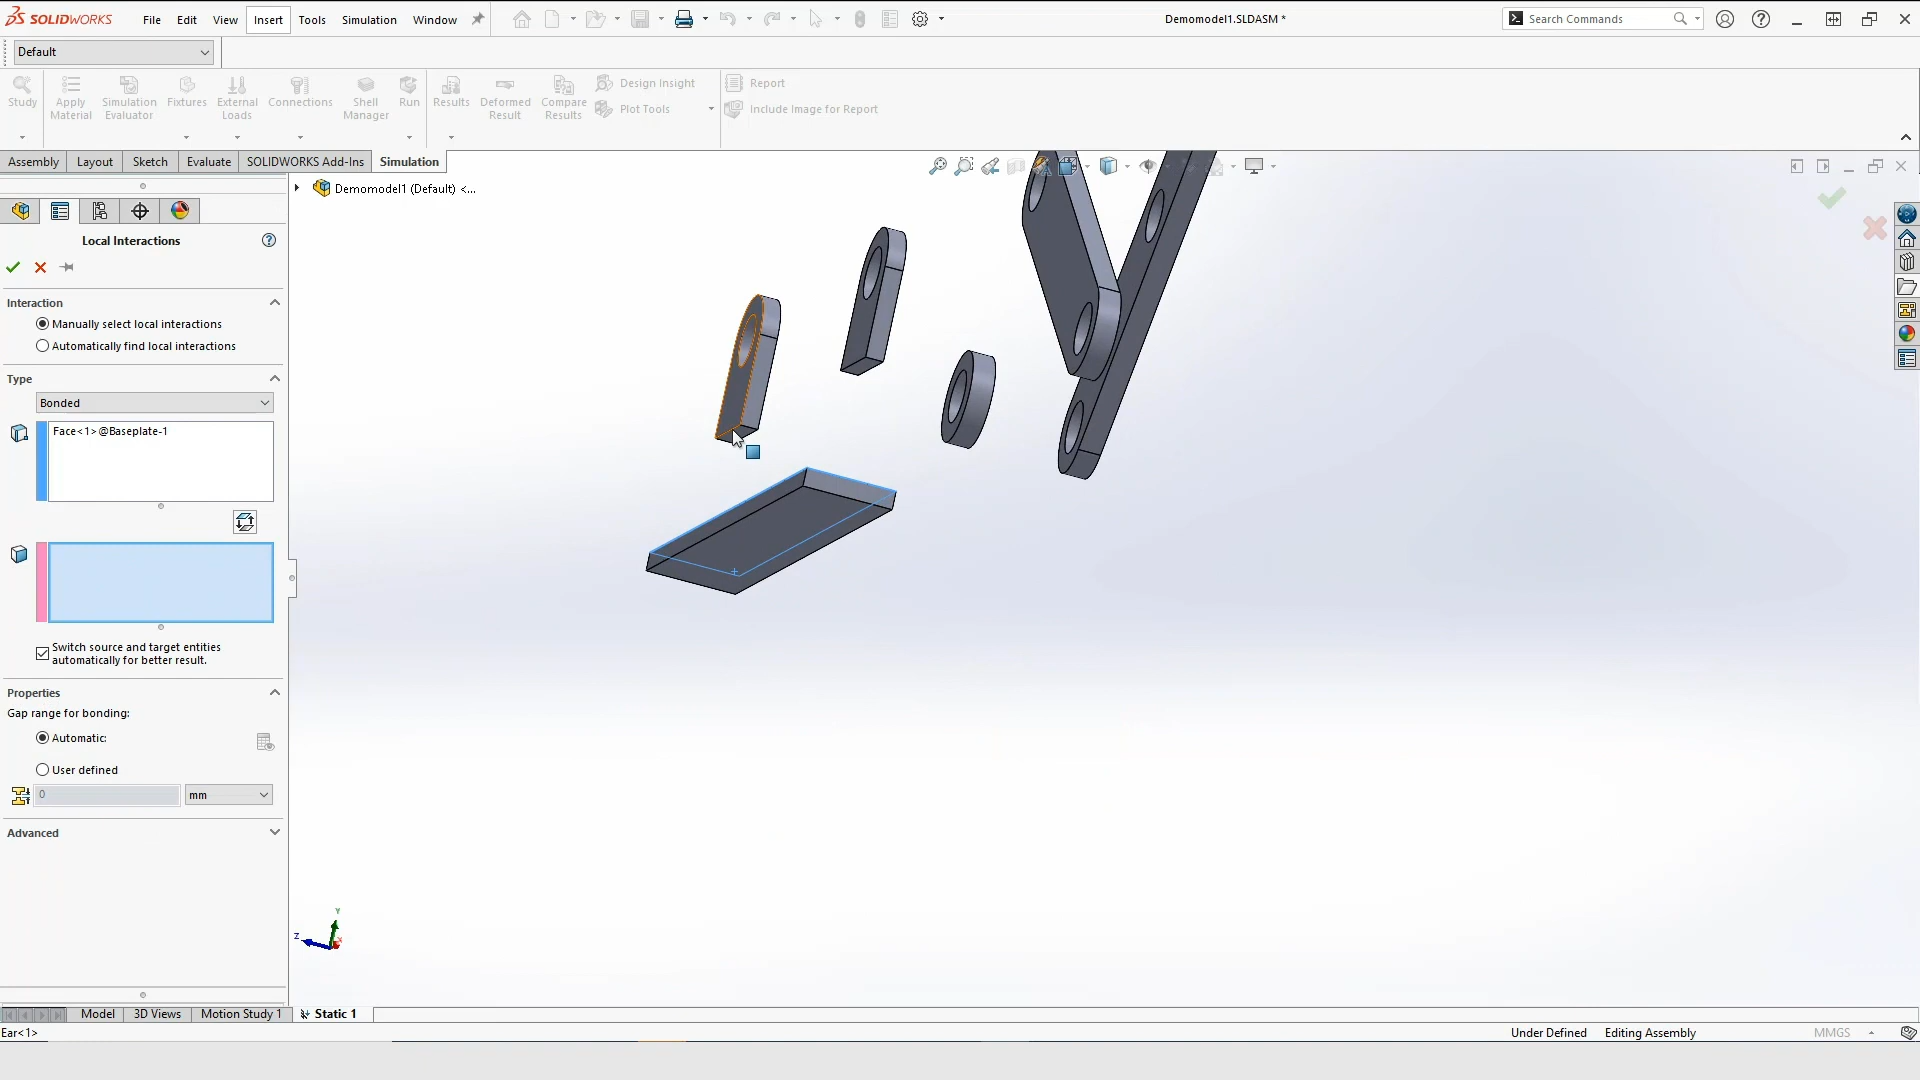 SOLIDWORKS
File Edit View Insert Tools Simulation Window
Demomodel1.SLDASM *
Search Commands
Default
Study
Apply Material
Simulation Evaluator
Fixtures
External Loads
Connections
Shell Manager
Run
Results
Deformed Result
Compare Results
Design Insight
Plot Tools
Report
Include Image for Report
Assembly Layout Sketch Evaluate SOLIDWORKS Add-Ins Simulation
Demomodel1 (Default) <...
Local Interactions
Interaction
Manually select local interactions
Automatically find local interactions
Type
Bonded
Face<1>@Baseplate-1
Switch source and target entities
automatically for better result.
Properties
Gap range for bonding:
Automatic:
User defined
0 mm
Advanced
Y
Z
X
Model 3D Views Motion Study 1 Static 1
Ear<1>
Under Defined Editing Assembly MMGS